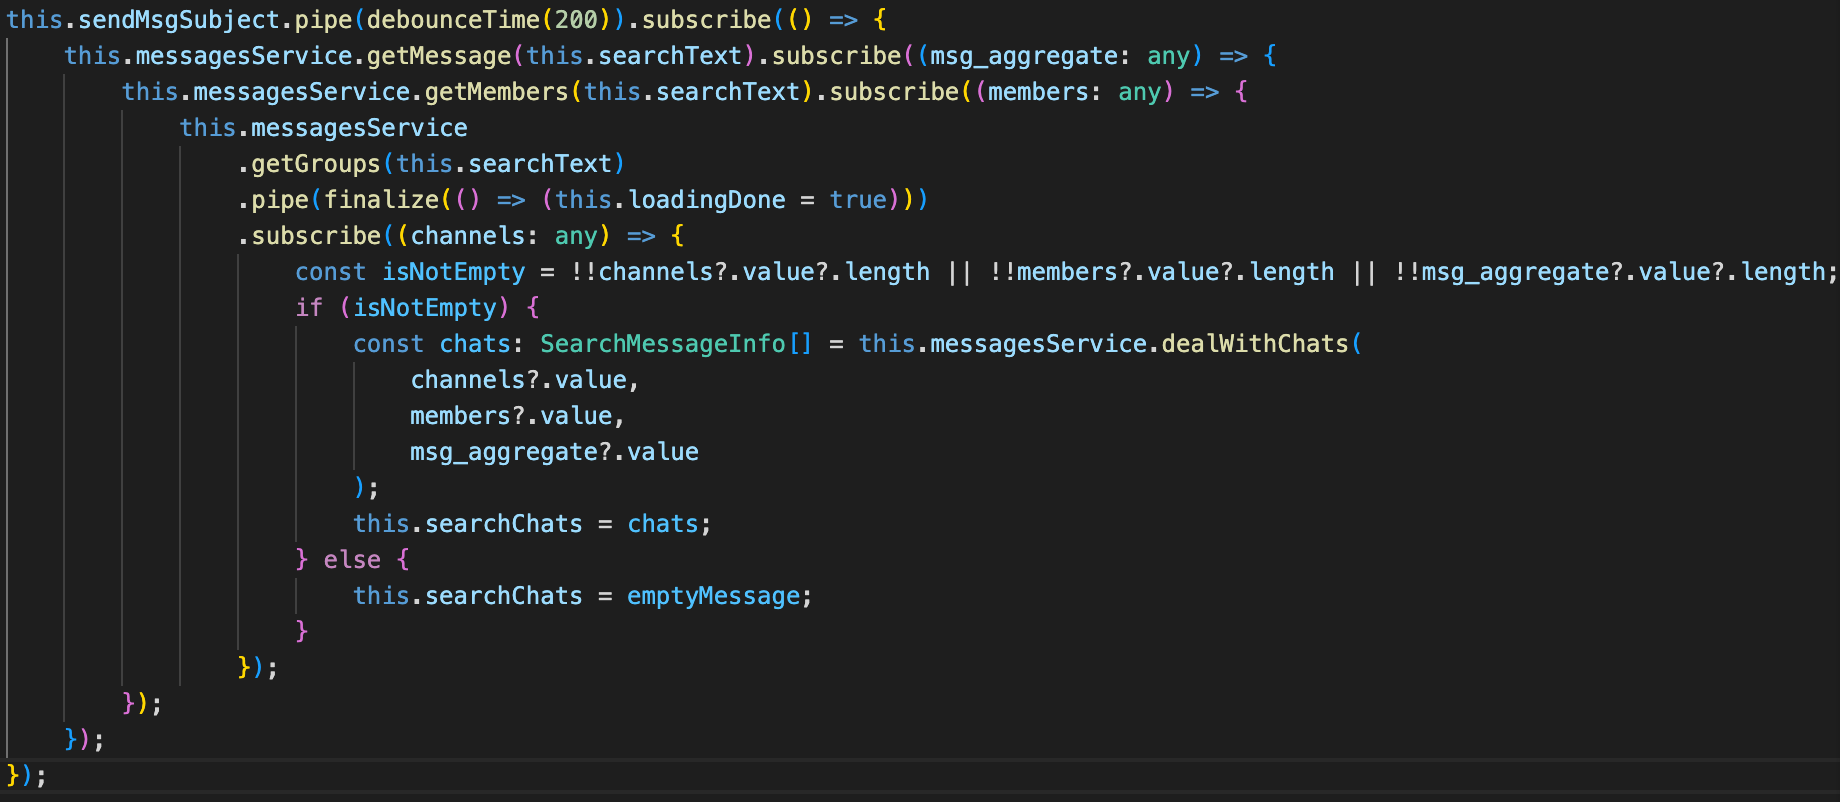 this.sendMsgSubject.pipe(debounceTime(200)).subscribe(() => {
    this.messagesService.getMessage(this.searchText).subscribe((msg_aggregate: any) => {
        this.messagesService.getMembers(this.searchText).subscribe((members: any) => {
            this.messagesService
                .getGroups(this.searchText)
                .pipe(finalize(() => (this.loadingDone = true)))
                .subscribe((channels: any) => {
                    const isNotEmpty = !!channels?.value?.length || !!members?.value?.length || !!msg_aggregate?.value?.length;
                    if (isNotEmpty) {
                        const chats: SearchMessageInfo[] = this.messagesService.dealWithChats(
                            channels?.value,
                            members?.value,
                            msg_aggregate?.value
                        );
                        this.searchChats = chats;
                    } else {
                        this.searchChats = emptyMessage;
                    }
                });
        });
    });
});